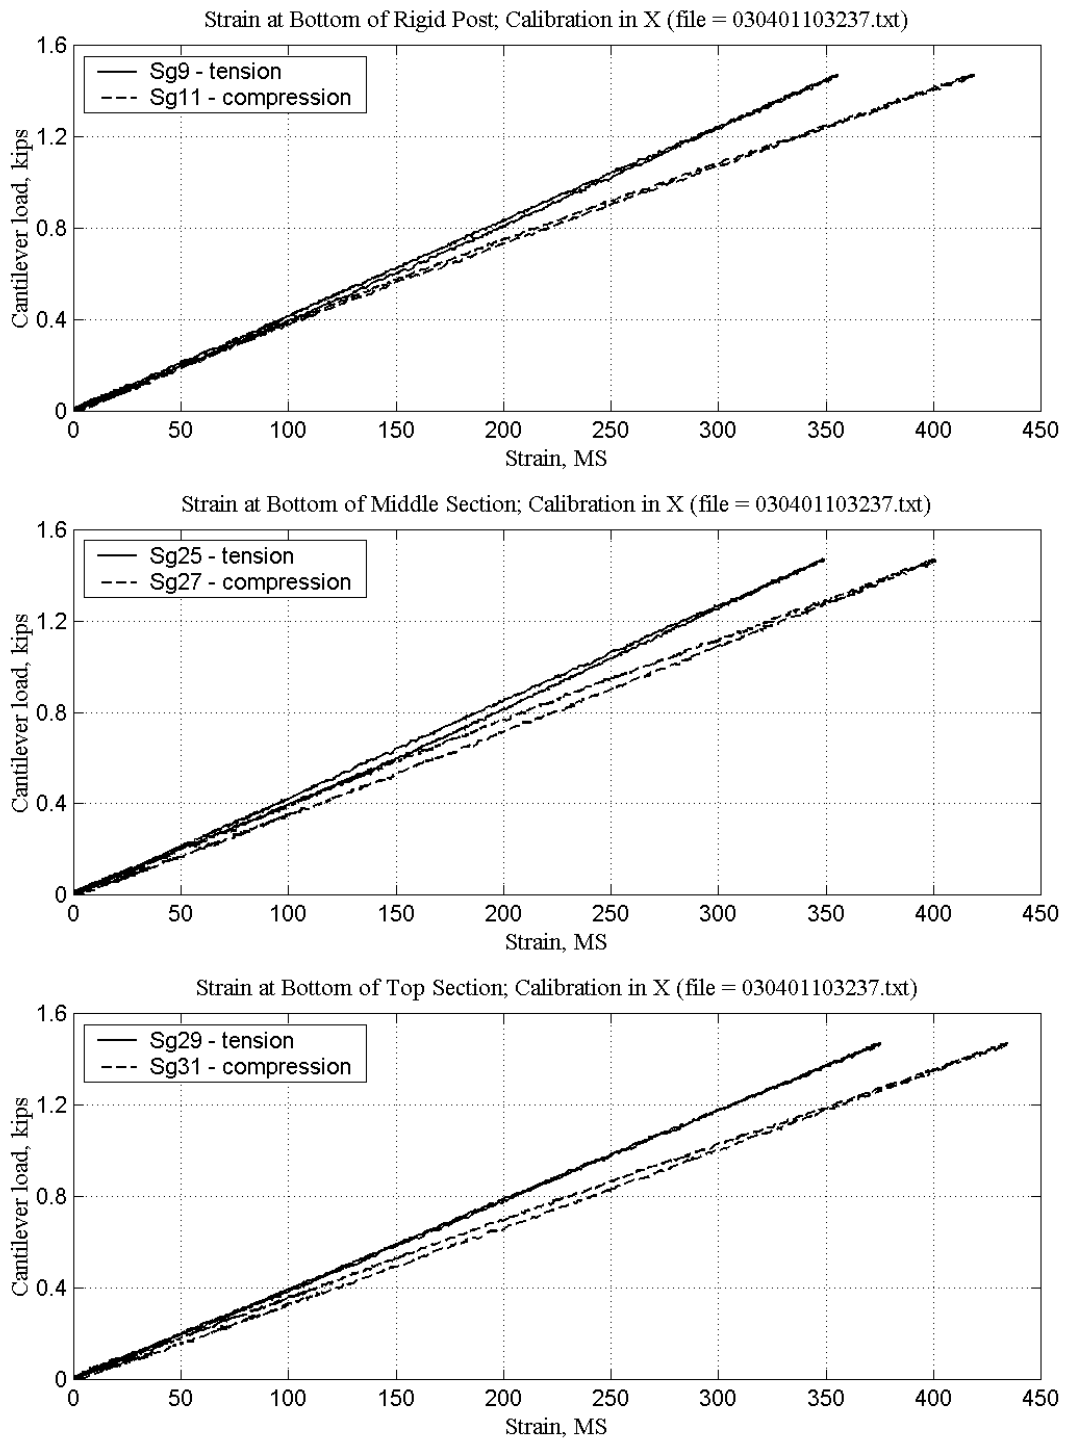 Strain at Bottom of Rigid Post; Calibration in X (file = 030401103237.txt)
1.6
Sg9 - tension
Sg11 - compression
1.2
0.8
0.4
0
Cantilever load, kips
0 50 100 150 200 250 300 350 400 450
Strain, MS
Strain at Bottom of Middle Section; Calibration in X (file = 030401103237.txt)
1.6
Sg25 - tension
Sg27 - compression
1.2
0.8
0.4
0
Cantilever load, kips
0 50 100 150 200 250 300 350 400 450
Strain, MS
Strain at Bottom of Top Section; Calibration in X (file = 030401103237.txt)
1.6
Sg29 - tension
Sg31 - compression
1.2
0.8
0.4
0
Cantilever load, kips
0 50 100 150 200 250 300 350 400 450
Strain, MS